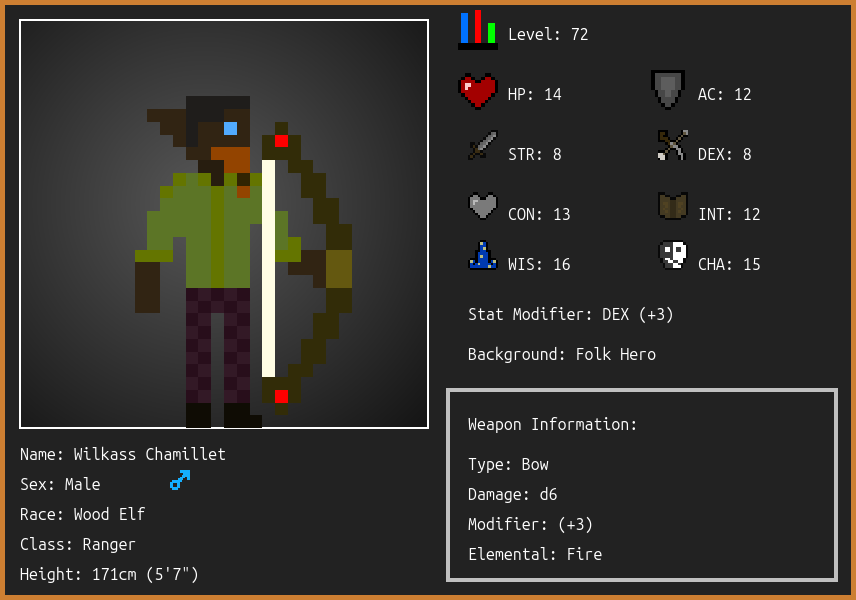 Level: 72
HP: 14
AC: 12
STR: 8
DEX: 8
CON: 13
INT: 12
WIS: 16
CHA: 15
Stat Modifier: DEX (+3)
Background: Folk Hero
Weapon Information:
Type: Bow
Damage: d6
Modifier: (+3)
Elemental: Fire
Name: Wilkass Chamillet
Sex: Male
Race: Wood Elf
Class: Ranger
Height: 171cm (5'7")